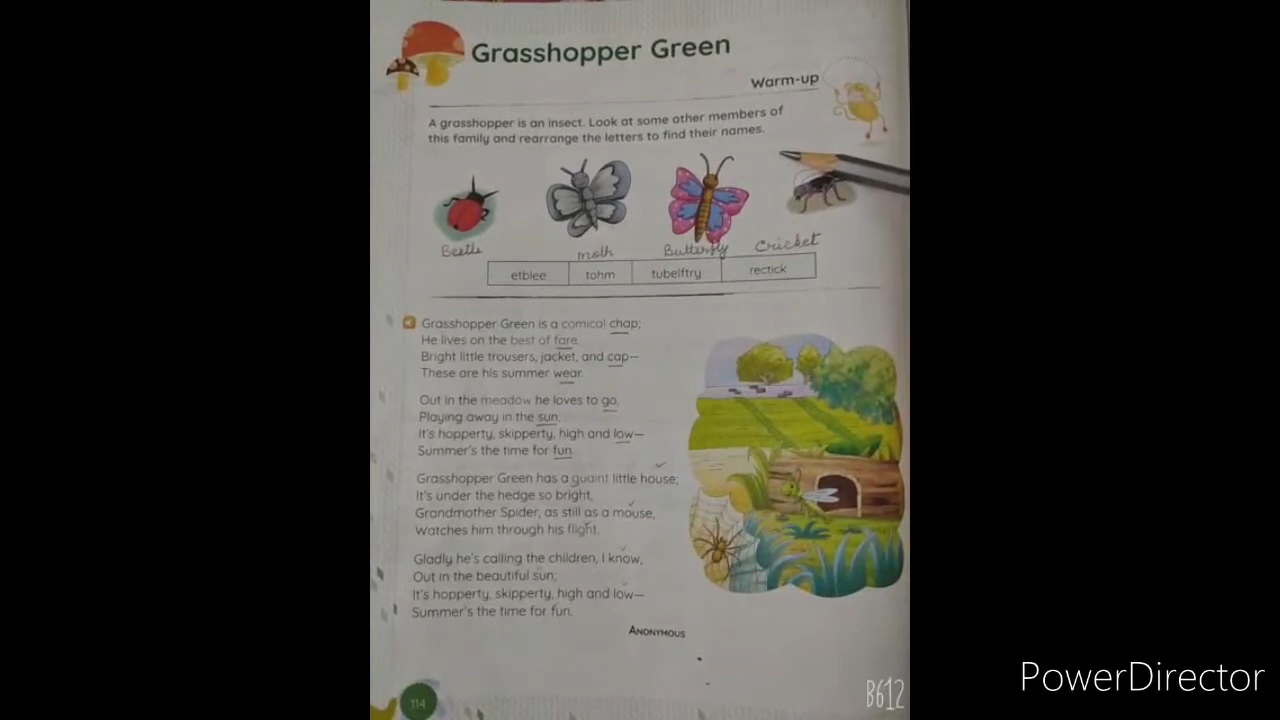 Grasshopper Green
Warm-up
A grasshopper is an insect. Look at some other members of
this family and rearrange the letters to find their names.
Beetle moth Butterfly Cricket
etblee tohm tubelftry rectick
Grasshopper Green is a comical chap;
He lives on the best of fare.
Bright little trousers, jacket, and cap—
These are his summer wear.
Out in the meadow he loves to go,
Playing away in the sun;
It's hopperty, skipperty, high and low—
Summer's the time for fun.
Grasshopper Green has a quaint little house;
It's under the hedge so bright,
Grandmother Spider, as still as a mouse,
Watches him through his flight.
Gladly he's calling the children, I know,
Out in the beautiful sun;
It's hopperty, skipperty, high and low—
Summer's the time for fun.
ANONYMOUS
114
B612
PowerDirector